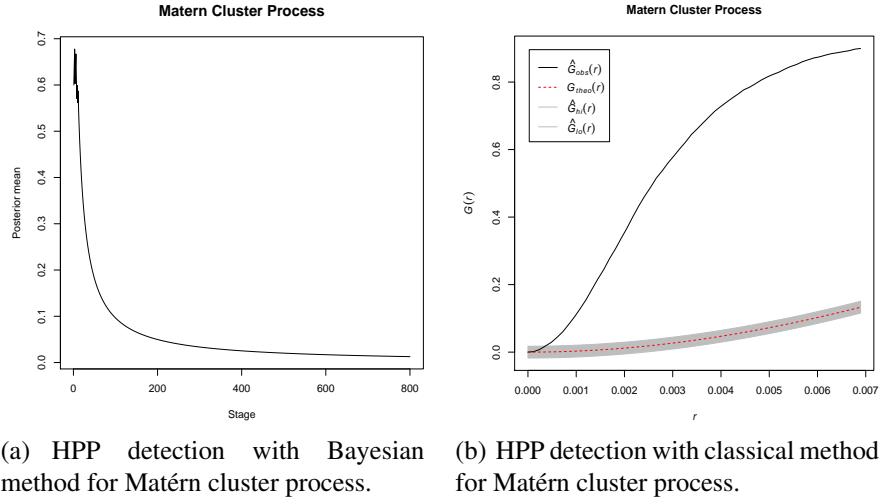 Matern Cluster Process
0.7
0.6
0.5
0.4
0.3
0.2
0.1
0.0
Posterior mean
0 200 400 600 800
Stage
Matern Cluster Process
Ĝobs(r)
Gtheo(r)
Ĝhi(r)
Ĝlo(r)
0.8
0.6
0.4
0.2
0.0
G(r)
0.000 0.001 0.002 0.003 0.004 0.005 0.006 0.007
r
(a) HPP detection with Bayesian
method for Matérn cluster process.
(b) HPP detection with classical method
for Matérn cluster process.